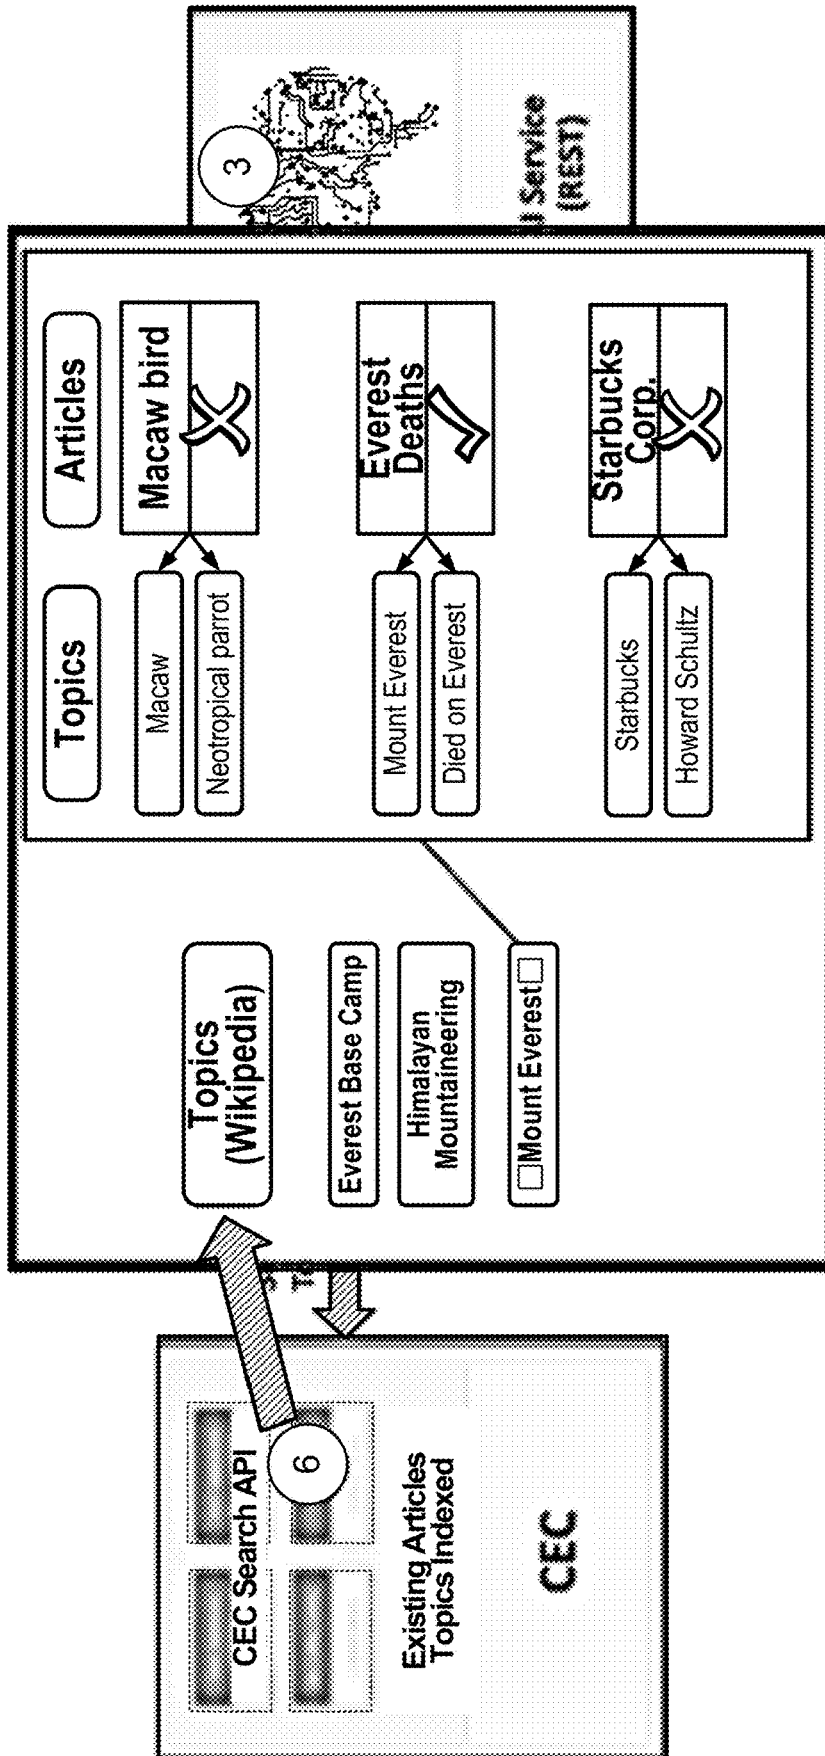 CEC Search API
6
Existing Articles
Topics Indexed
CEC
Topics
(Wikipedia)
Everest Base Camp
Himalayan
Mountaineering
Mount Everest
Topics
Articles
Macaw
Neotropical parrot
Macaw bird
Mount Everest
Died on Everest
Everest
Deaths
Starbucks
Howard Schultz
Starbucks
Corp.
3
Service
(REST)